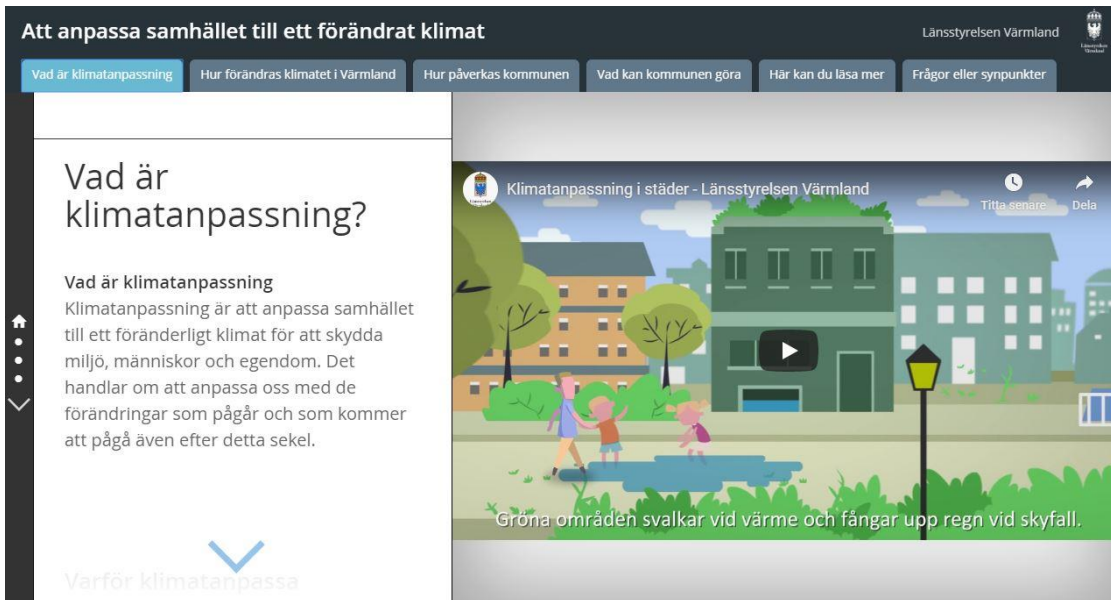 Att anpassa samhället till ett förändrat klimat
Länsstyrelsen Värmland
Länsstyrelsen
Värmland
Vad är klimatanpassning
Hur förändras klimatet i Värmland
Hur påverkas kommunen
Vad kan kommunen göra
Här kan du läsa mer
Frågor eller synpunkter
Vad är
klimatanpassning?
Vad är klimatanpassning
Klimatanpassning är att anpassa samhället
till ett föränderligt klimat för att skydda
miljö, människor och egendom. Det
handlar om att anpassa oss med de
förändringar som pågår och som kommer
att pågå även efter detta sekel.
Varför klimatanpassa
Klimatanpassning i städer - Länsstyrelsen Värmland
Titta senare
Dela
Gröna områden svalkar vid värme och fångar upp regn vid skyfall.